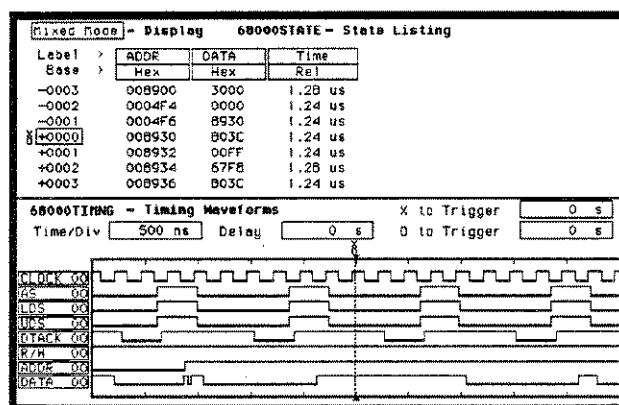 Mixed Mode - Display 68000STATE - State Listing
Label > ADDR DATA Time
Base > Hex Hex Rel
-0003 008900 3000 1.28 us
-0002 0004F4 0000 1.24 us
-0001 0004F6 8930 1.24 us
+0000 008930 803C 1.24 us
+0001 008932 00FF 1.24 us
+0002 008934 67F8 1.28 us
+0003 008936 803C 1.24 us
68000TIMNG - Timing Waveforms X to Trigger 0 s
Time/Div 500 ns Delay 0 s O to Trigger 0 s
CLOCK 00
AS 00
LDS 00
UDS 00
DTACK 00
R/W 00
ADDR 00
DATA 00